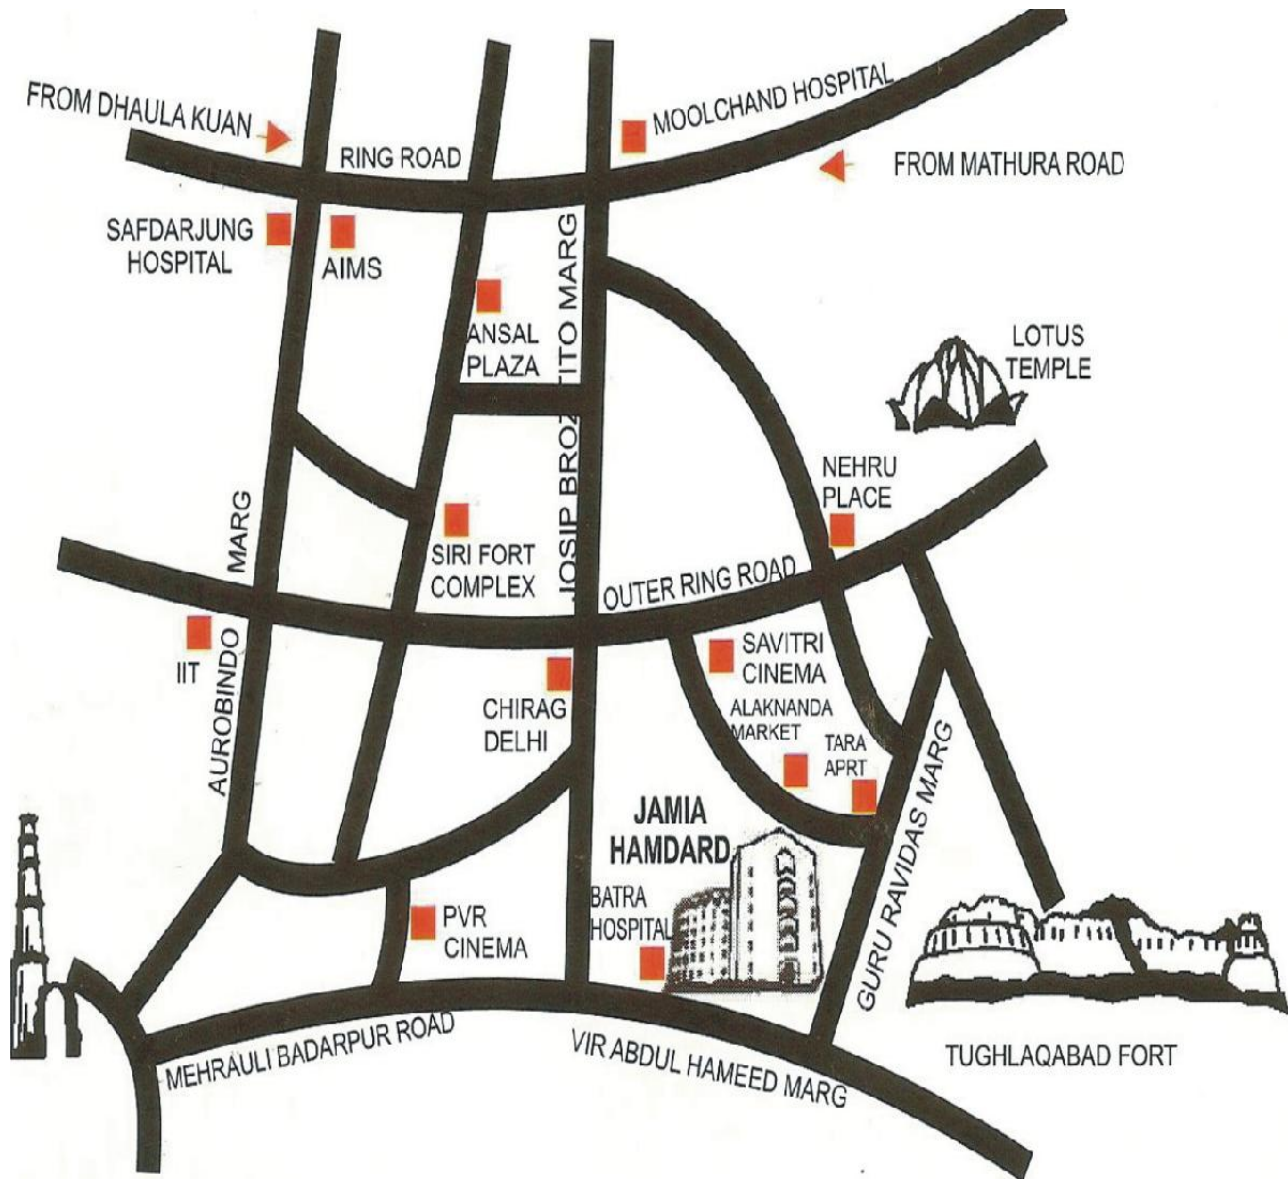 FROM DHAULA KUAN
RING ROAD
MOOLCHAND HOSPITAL
FROM MATHURA ROAD
SAFDARJUNG
HOSPITAL
AIMS
ANSAL
PLAZA
JOSIP BROZ TITO MARG
LOTUS
TEMPLE
NEHRU
PLACE
SIRI FORT
COMPLEX
OUTER RING ROAD
IIT
AUROBINDO MARG
CHIRAG
DELHI
SAVITRI
CINEMA
ALAKNANDA
MARKET
TARA
APRT
GURU RAVIDAS MARG
JAMIA
HAMDARD
BATRA
HOSPITAL
PVR
CINEMA
MEHRAULI BADARPUR ROAD
VIR ABDUL HAMEED MARG
TUGHLAQABAD FORT